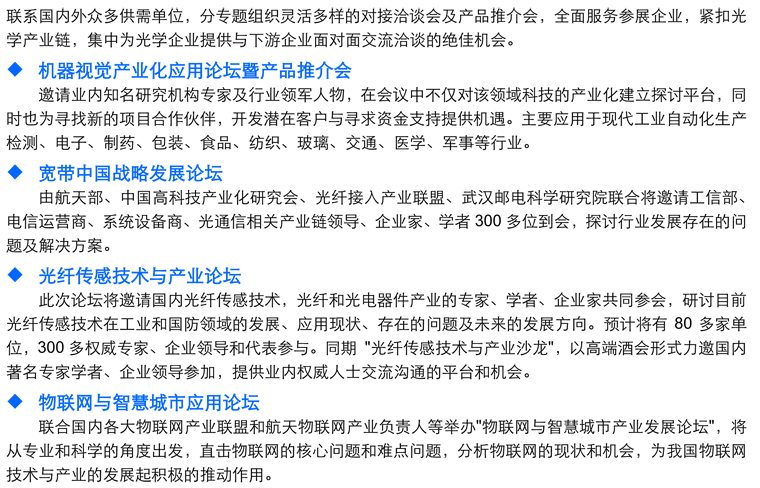 联系国内外众多供需单位，分专题组织灵活多样的对接洽谈会及产品推介会，全面服务参展企业，紧扣光
学产业链，集中为光学企业提供与下游企业面对面交流洽谈的绝佳机会。
◆ 机器视觉产业化应用论坛暨产品推介会
邀请业内知名研究机构专家及行业领军人物，在会议中不仅对该领域科技的产业化建立探讨平台，同
时也为寻找新的项目合作伙伴，开发潜在客户与寻求资金支持提供机遇。主要应用于现代工业自动化生产
检测、电子、制药、包装、食品、纺织、玻璃、交通、医学、军事等行业。
◆ 宽带中国战略发展论坛
由航天部、中国高科技产业化研究会、光纤接入产业联盟、武汉邮电科学研究院联合将邀请工信部、
电信运营商、系统设备商、光通信相关产业链领导、企业家、学者 300 多位到会，探讨行业发展存在的问
题及解决方案。
◆ 光纤传感技术与产业论坛
此次论坛将邀请国内光纤传感技术，光纤和光电器件产业的专家、学者、企业家共同参会，研讨目前
光纤传感技术在工业和国防领域的发展、应用现状、存在的问题及未来的发展方向。预计将有 80 多家单
位，300 多权威专家、企业领导和代表参与。同期 "光纤传感技术与产业沙龙"，以高端酒会形式力邀国内
著名专家学者、企业领导参加，提供业内权威人士交流沟通的平台和机会。
◆ 物联网与智慧城市应用论坛
联合国内各大物联网产业联盟和航天物联网产业负责人等举办"物联网与智慧城市产业发展论坛"，将
从专业和科学的角度出发，直击物联网的核心问题和难点问题，分析物联网的现状和机会，为我国物联网
技术与产业的发展起积极的推动作用。